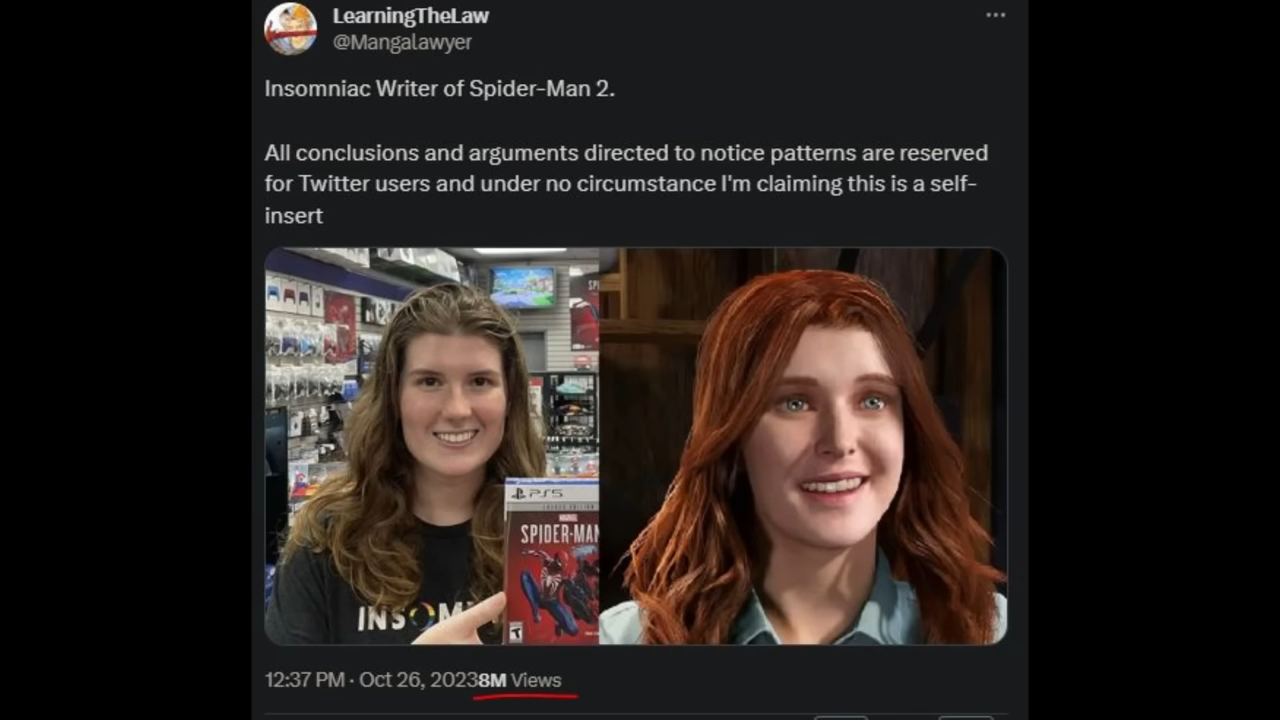 LearningTheLaw
@Mangalawyer
Insomniac Writer of Spider-Man 2.
All conclusions and arguments directed to notice patterns are reserved
for Twitter users and under no circumstance I'm claiming this is a self-
insert
PS5
MARVEL
SPIDER-MAN
INSOM
T
12:37 PM · Oct 26, 20238M Views